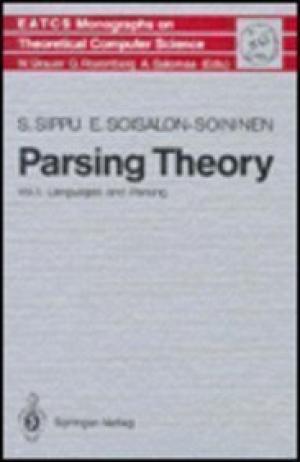 EATCS Monographs on
Theoretical Computer Science
W. Brauer G. Rozenberg A. Salomaa (Eds.)
S. SIPPU E. SOISALON-SOININEN
Parsing Theory
Vol. I: Languages and Parsing
Springer-Verlag